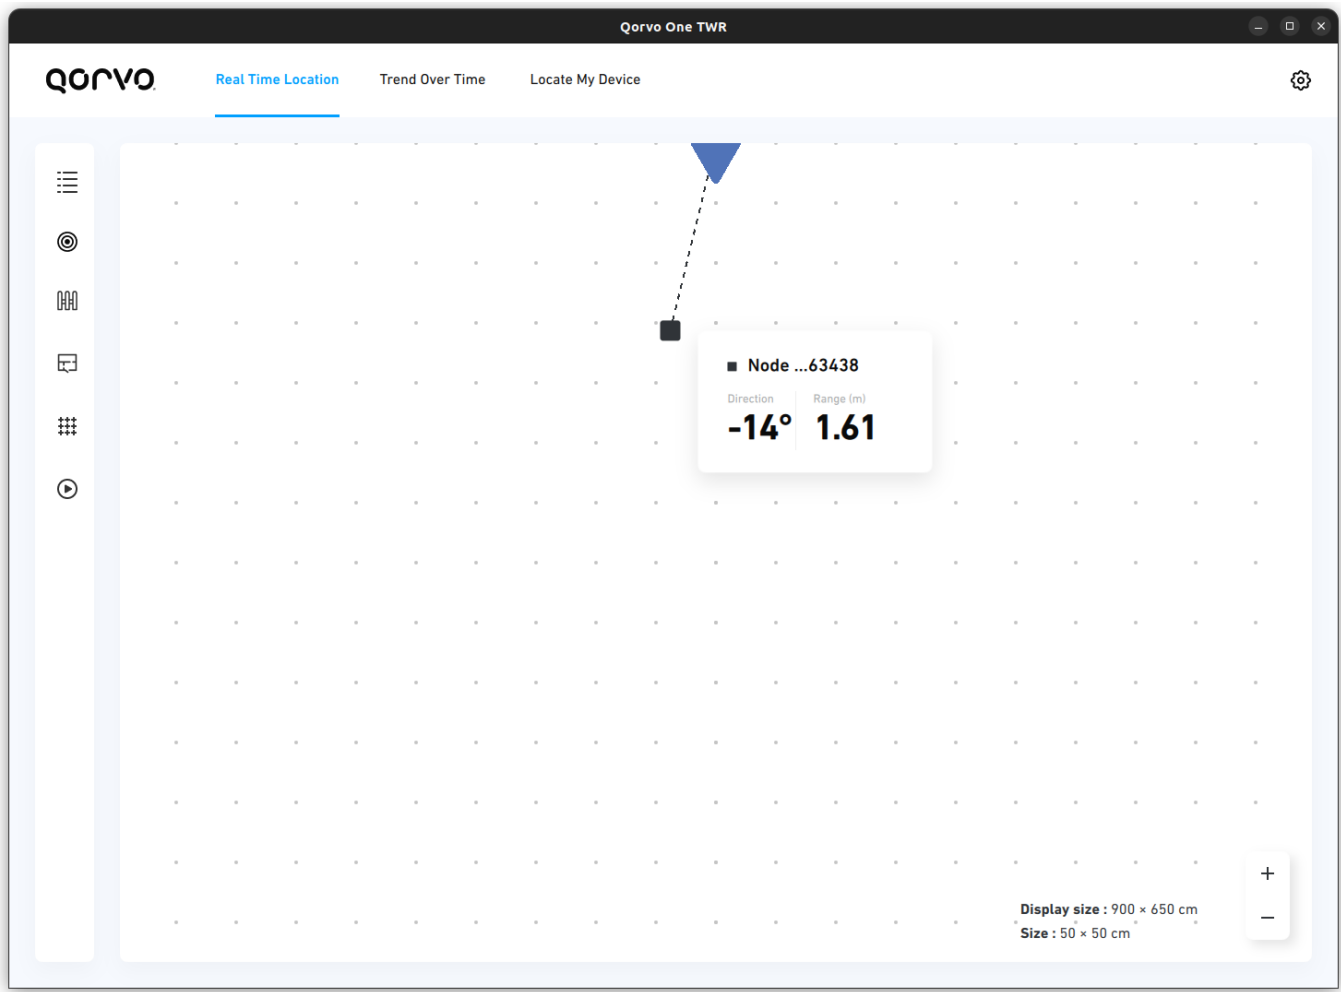 Qorvo One TWR
QORVO
Real Time Location
Trend Over Time
Locate My Device
Node ...63438
Direction
Range (m)
-14°
1.61
+
Display size : 900 × 650 cm
Size : 50 × 50 cm
−